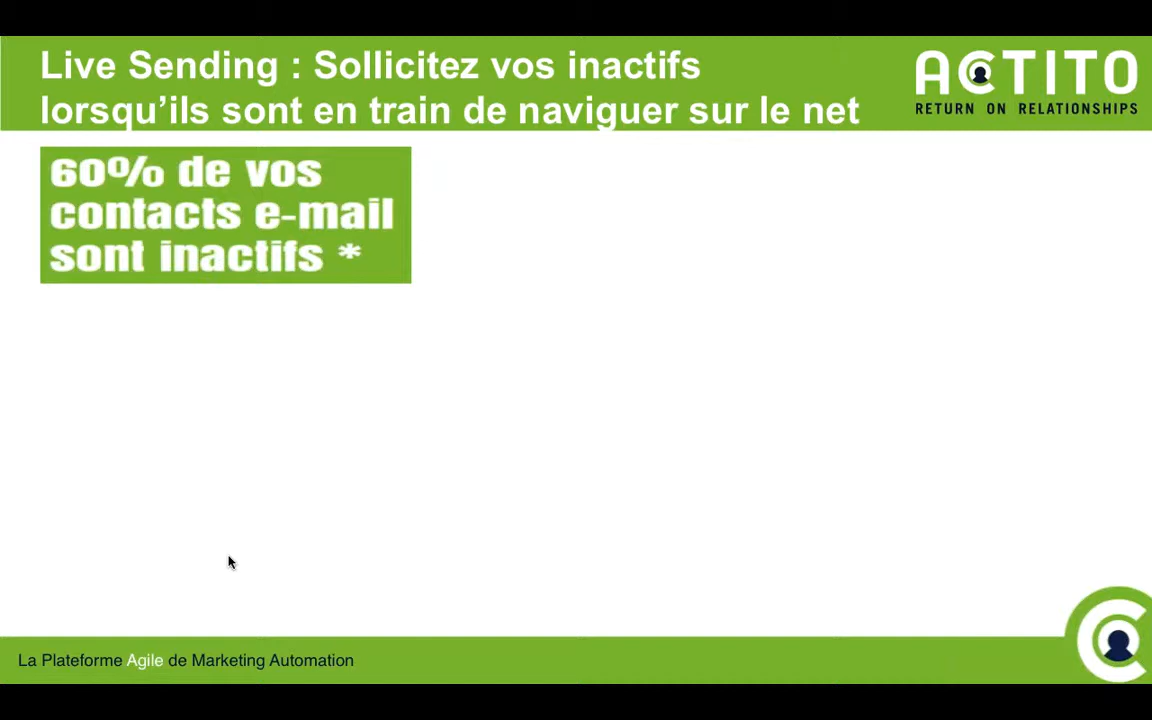 Live Sending : Sollicitez vos inactifs
lorsqu’ils sont en train de naviguer sur le net
ACTITO
RETURN ON RELATIONSHIPS
60% de vos
contacts e-mail
sont inactifs *
La Plateforme Agile de Marketing Automation